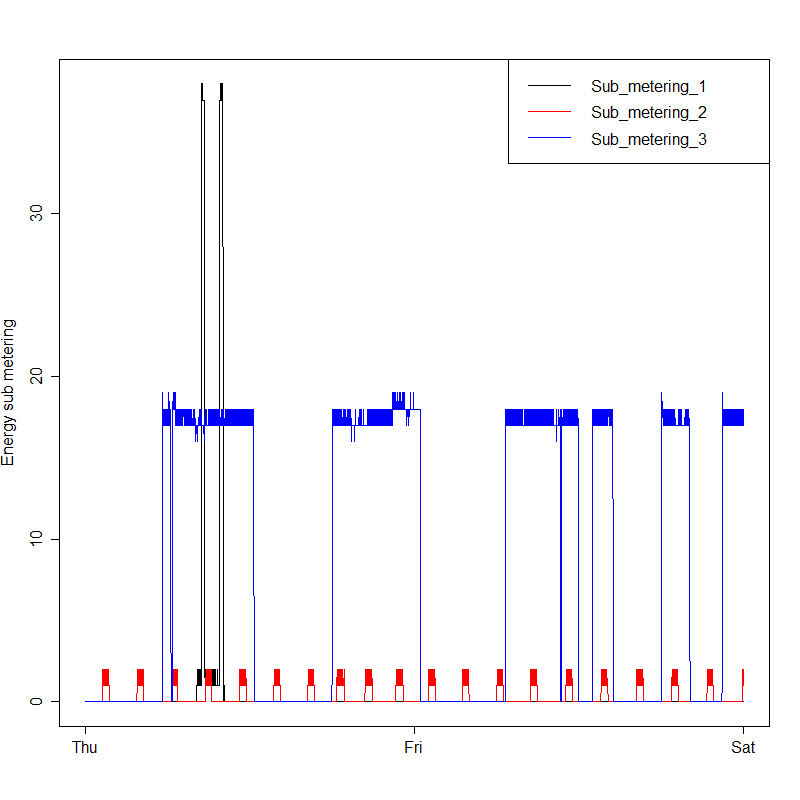 Sub_metering_1
Sub_metering_2
Sub_metering_3
Energy sub metering
30
20
10
0
Thu
Fri
Sat